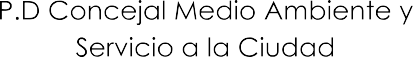 P.D Concejal Medio Ambiente y
Servicio a la Ciudad